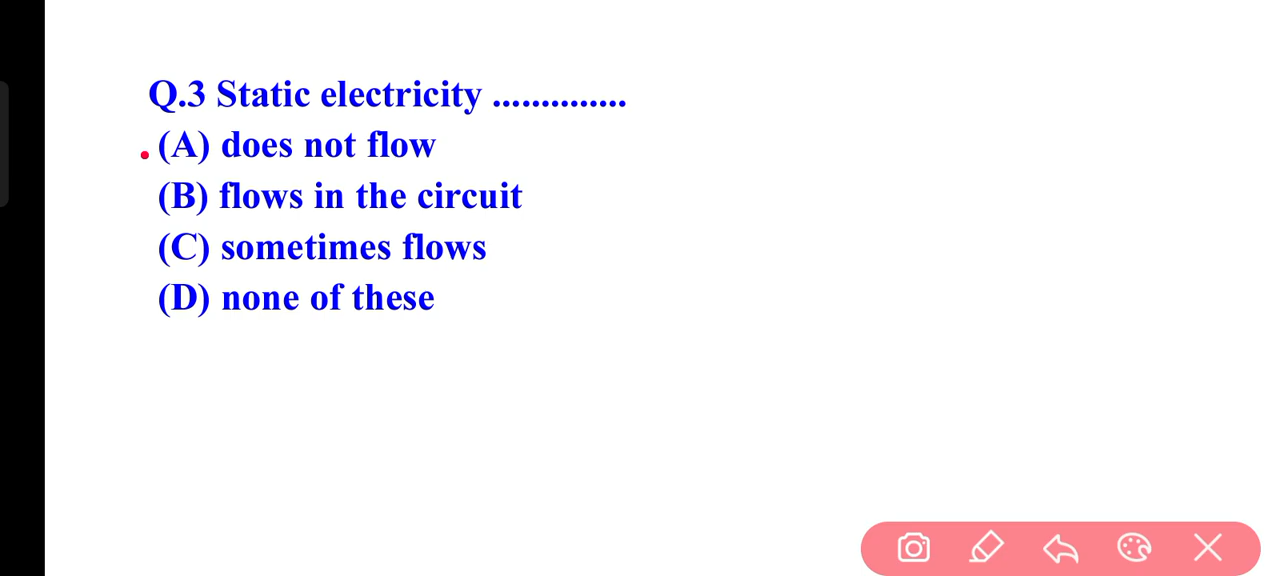 Q.3 Static electricity ..............
(A) does not flow
(B) flows in the circuit
(C) sometimes flows
(D) none of these